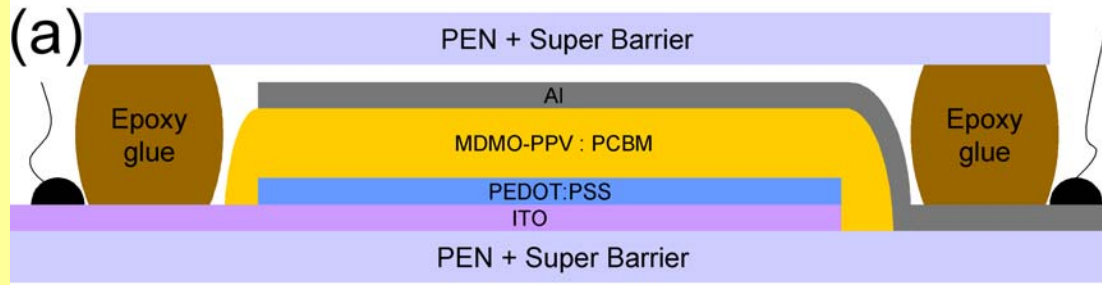 (a)
PEN + Super Barrier
Epoxy
glue
Al
MDMO-PPV : PCBM
PEDOT:PSS
ITO
Epoxy
glue
PEN + Super Barrier